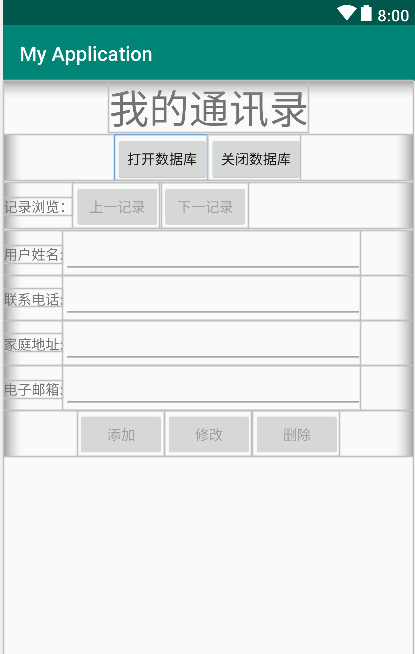 8:00
My Application
我的通讯录
打开数据库 关闭数据库
记录浏览: 上一记录 下一记录
用户姓名:
联系电话:
家庭地址:
电子邮箱:
添加 修改 删除